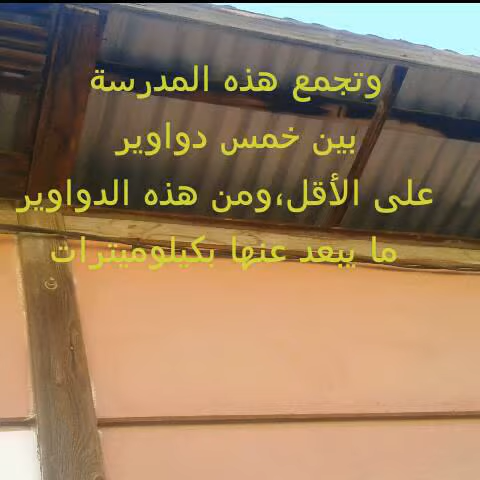 وتجمع هذه المدرسة
بين خمس دواوير
على الأقل،ومن هذه الدواوير
ما يبعد عنها بكيلوميترات